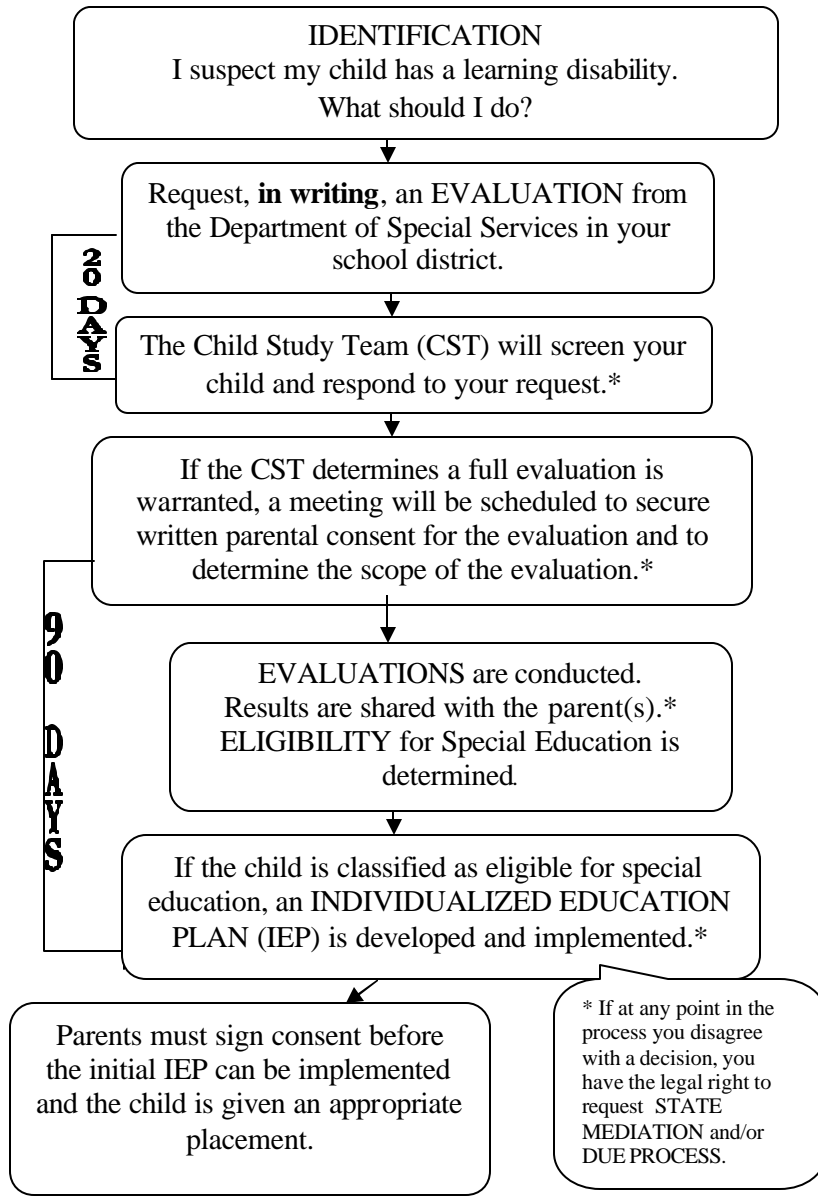 IDENTIFICATION
I suspect my child has a learning disability.
What should I do?
Request, in writing, an EVALUATION from
the Department of Special Services in your
school district.
20 DAYS
The Child Study Team (CST) will screen your
child and respond to your request.*
If the CST determines a full evaluation is
warranted, a meeting will be scheduled to secure
written parental consent for the evaluation and to
determine the scope of the evaluation.*
90 DAYS
EVALUATIONS are conducted.
Results are shared with the parent(s).*
ELIGIBILITY for Special Education is
determined.
If the child is classified as eligible for special
education, an INDIVIDUALIZED EDUCATION
PLAN (IEP) is developed and implemented.*
Parents must sign consent before
the initial IEP can be implemented
and the child is given an appropriate
placement.
* If at any point in the
process you disagree
with a decision, you
have the legal right to
request STATE
MEDIATION and/or
DUE PROCESS.